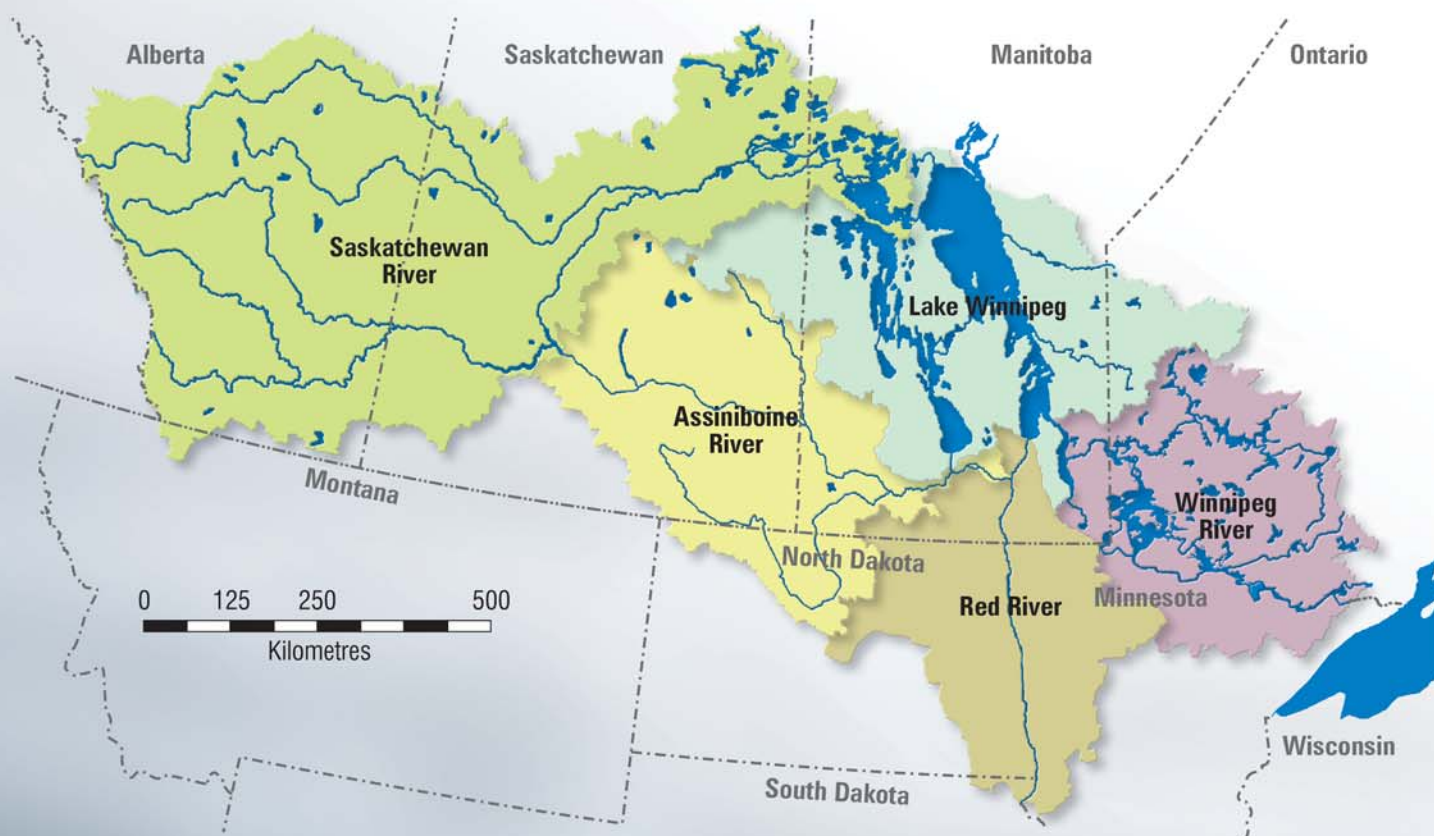 Alberta
Saskatchewan
Manitoba
Ontario
Saskatchewan
River
Lake Winnipeg
Assiniboine
River
Montana
Winnipeg
River
North Dakota
Red River
Minnesota
0 125 250 500
Kilometres
Wisconsin
South Dakota